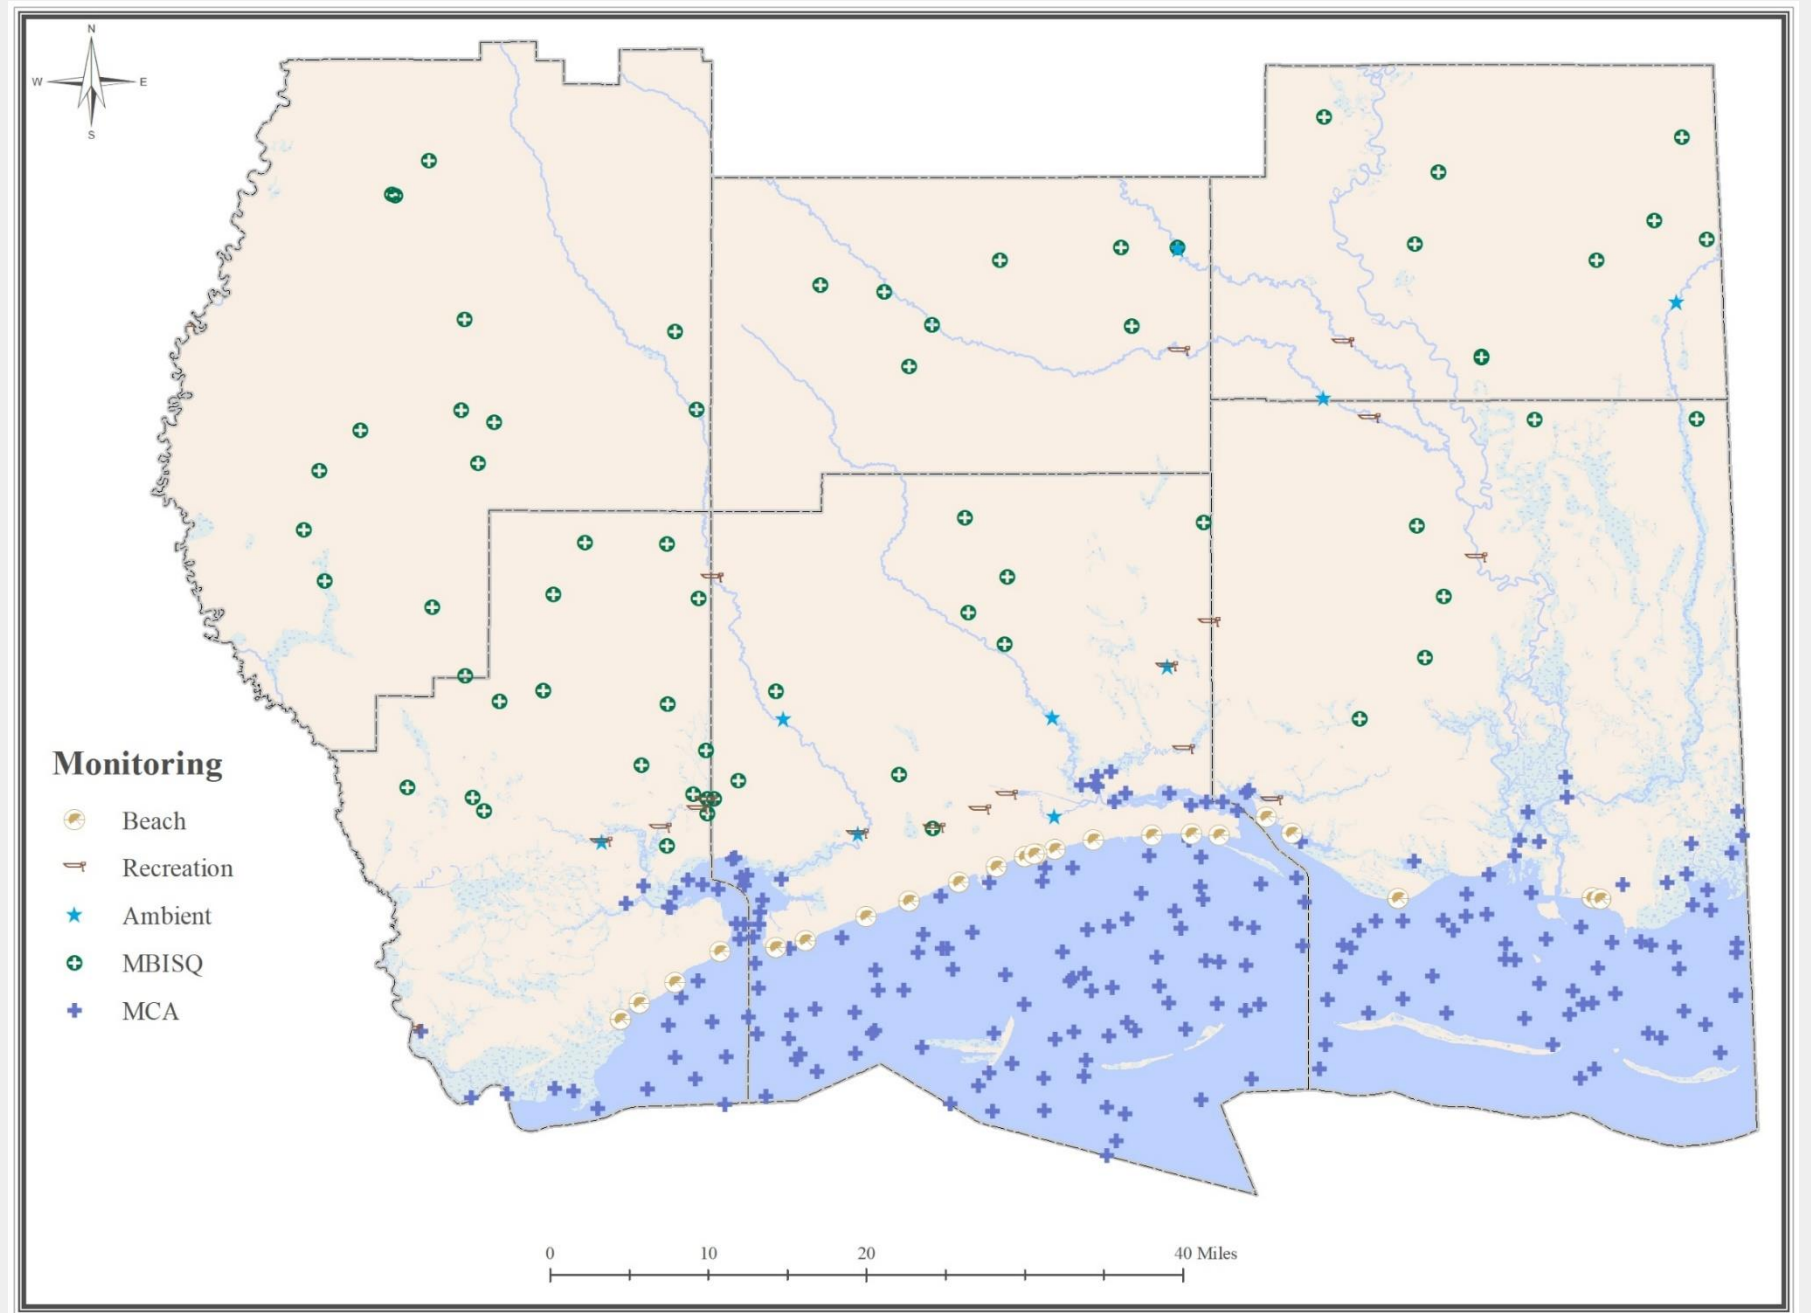 N
W E
S
Monitoring
Beach
Recreation
Ambient
MBISQ
MCA
0 10 20 40 Miles